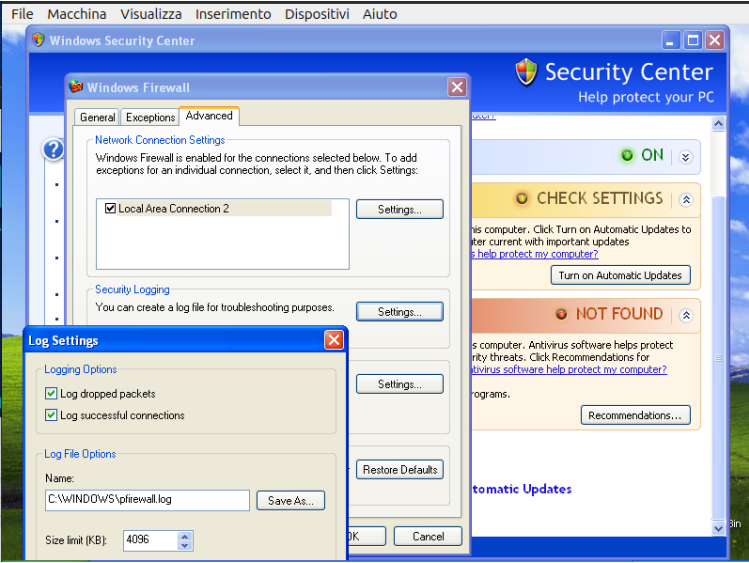 File Macchina Visualizza Inserimento Dispositivi Aiuto
Windows Security Center
Security Center
Help protect your PC
Windows Firewall
General Exceptions Advanced
Network Connection Settings
Windows Firewall is enabled for the connections selected below. To add
exceptions for an individual connection, select it, and then click Settings:
Local Area Connection 2
Settings...
Security Logging
You can create a log file for troubleshooting purposes.
Settings...
Settings...
Restore Defaults
Cancel
Log Settings
Logging Options
Log dropped packets
Log successful connections
Log File Options
Name:
C:\WINDOWS\pfirewall.log
Save As...
Size limit (KB):
4096
ON
CHECK SETTINGS
his computer. Click Turn on Automatic Updates to
uter current with important updates
s help protect my computer?
Turn on Automatic Updates
NOT FOUND
s computer. Antivirus software helps protect
rity threats. Click Recommendations for
ntivirus software help protect my computer?
rograms.
Recommendations...
tomatic Updates
Bin